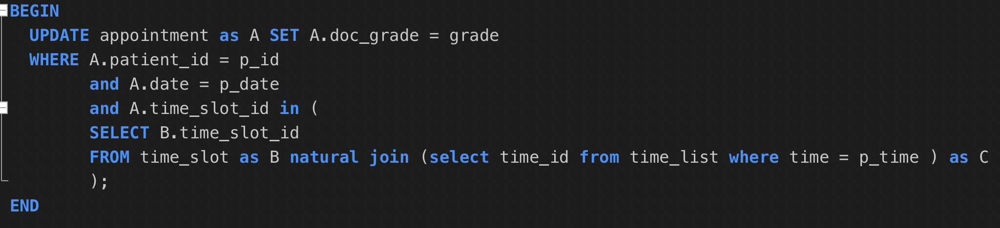 BEGIN
UPDATE appointment as A SET A.doc_grade = grade
WHERE A.patient_id = p_id
and A.date = p_date
and A.time_slot_id in (
SELECT B.time_slot_id
FROM time_slot as B natural join (select time_id from time_list where time = p_time ) as C
);
END